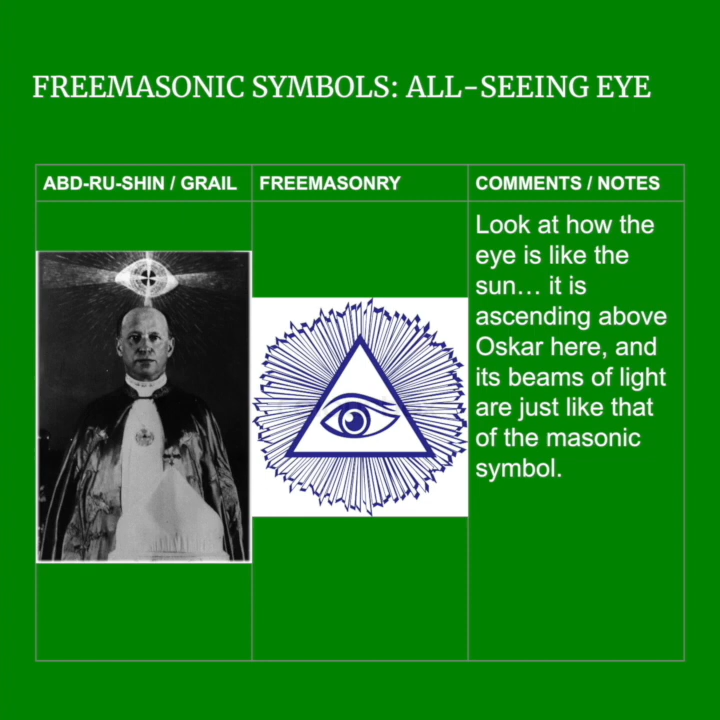 FREEMASONIC SYMBOLS: ALL-SEEING EYE
ABD-RU-SHIN / GRAIL
FREEMASONRY
COMMENTS / NOTES
Look at how the
eye is like the
sun... it is
ascending above
Oskar here, and
its beams of light
are just like that
of the masonic
symbol.